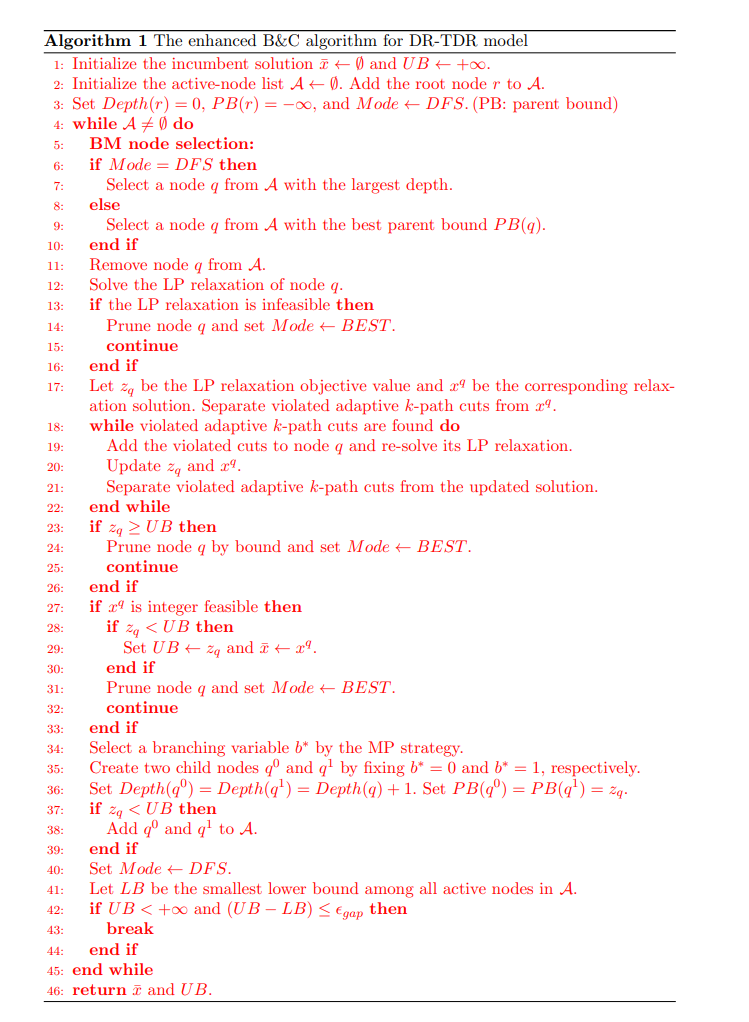 Algorithm 1 The enhanced B&C algorithm for DR-TDR model
1: Initialize the incumbent solution x̄ ← ∅ and UB ← +∞.
2: Initialize the active-node list 𝒜 ← ∅. Add the root node r to 𝒜.
3: Set Depth(r) = 0, PB(r) = −∞, and Mode ← DFS. (PB: parent bound)
4: while 𝒜 ≠ ∅ do
5: BM node selection:
6: if Mode = DFS then
7: Select a node q from 𝒜 with the largest depth.
8: else
9: Select a node q from 𝒜 with the best parent bound PB(q).
10: end if
11: Remove node q from 𝒜.
12: Solve the LP relaxation of node q.
13: if the LP relaxation is infeasible then
14: Prune node q and set Mode ← BEST.
15: continue
16: end if
17: Let z_q be the LP relaxation objective value and x^q be the corresponding relax-
ation solution. Separate violated adaptive k-path cuts from x^q.
18: while violated adaptive k-path cuts are found do
19: Add the violated cuts to node q and re-solve its LP relaxation.
20: Update z_q and x^q.
21: Separate violated adaptive k-path cuts from the updated solution.
22: end while
23: if z_q ≥ UB then
24: Prune node q by bound and set Mode ← BEST.
25: continue
26: end if
27: if x^q is integer feasible then
28: if z_q < UB then
29: Set UB ← z_q and x̄ ← x^q.
30: end if
31: Prune node q and set Mode ← BEST.
32: continue
33: end if
34: Select a branching variable b* by the MP strategy.
35: Create two child nodes q^0 and q^1 by fixing b* = 0 and b* = 1, respectively.
36: Set Depth(q^0) = Depth(q^1) = Depth(q) + 1. Set PB(q^0) = PB(q^1) = z_q.
37: if z_q < UB then
38: Add q^0 and q^1 to 𝒜.
39: end if
40: Set Mode ← DFS.
41: Let LB be the smallest lower bound among all active nodes in 𝒜.
42: if UB < +∞ and (UB − LB) ≤ ϵ_gap then
43: break
44: end if
45: end while
46: return x̄ and UB.